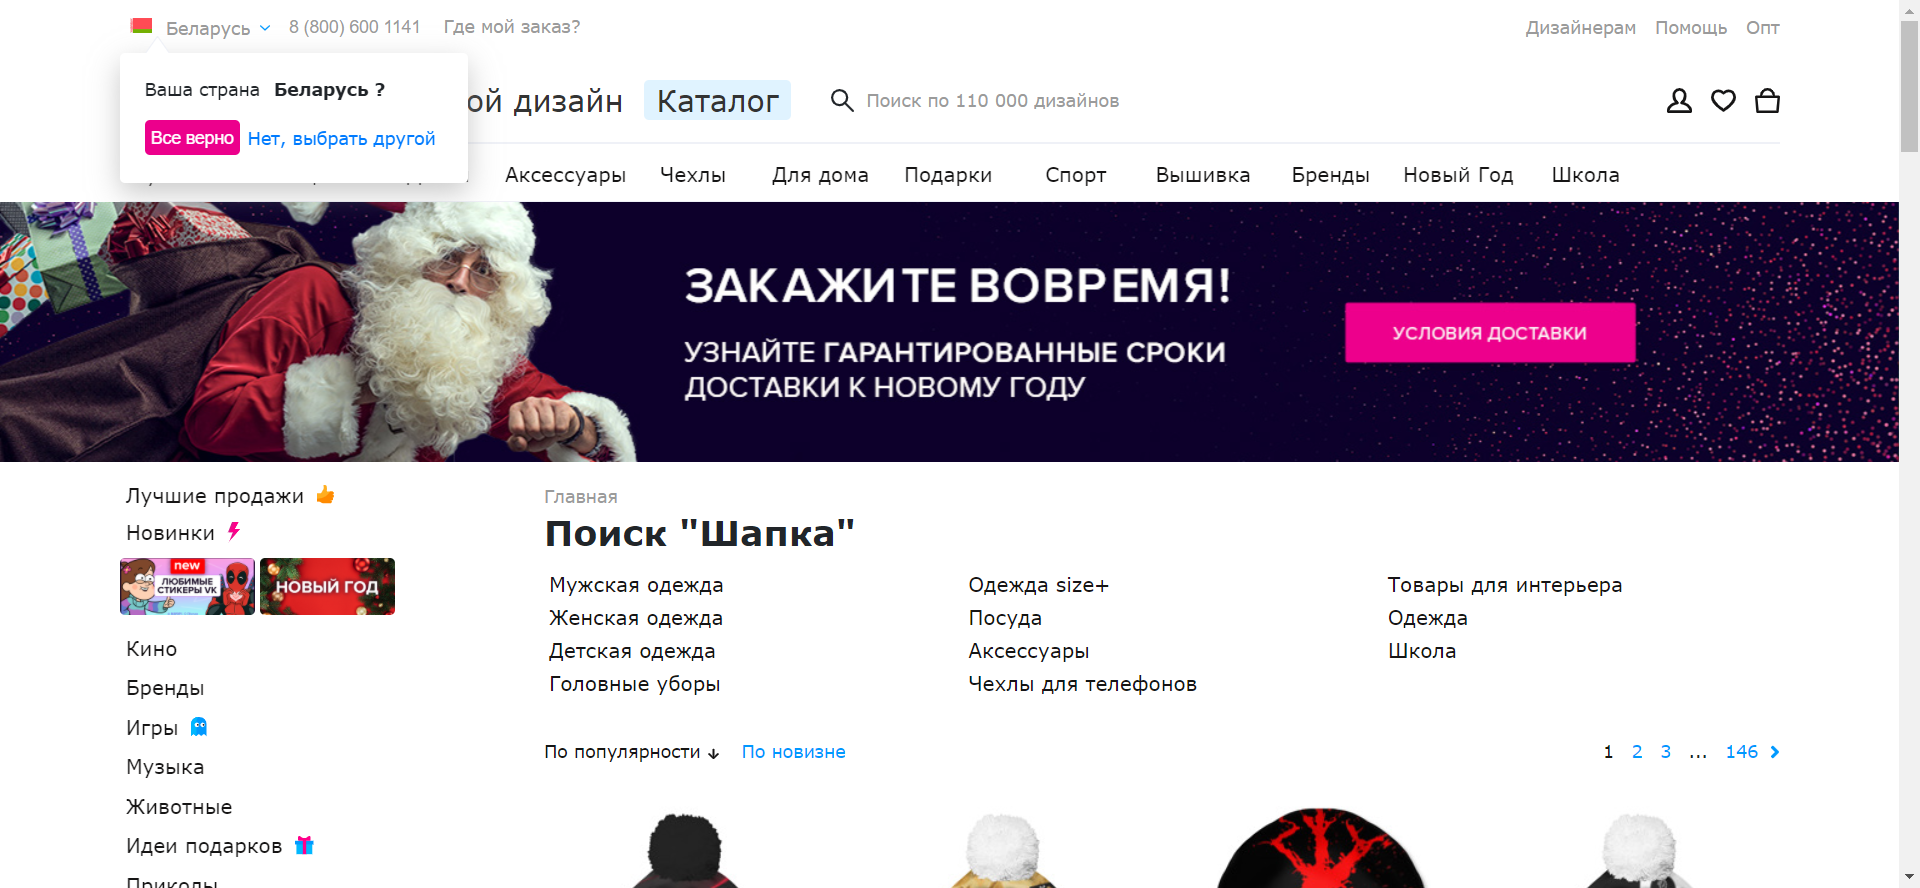 Беларусь 8 (800) 600 1141 Где мой заказ? Дизайнерам Помощь Опт
Ваша страна Беларусь ?
Все верно Нет, выбрать другой
ой дизайн Каталог Поиск по 110 000 дизайнов
Аксессуары Чехлы Для дома Подарки Спорт Вышивка Бренды Новый Год Школа
ЗАКАЖИТЕ ВОВРЕМЯ!
УЗНАЙТЕ ГАРАНТИРОВАННЫЕ СРОКИ
ДОСТАВКИ К НОВОМУ ГОДУ
УСЛОВИЯ ДОСТАВКИ
Лучшие продажи
Новинки
new
ЛЮБИМЫЕ
СТИКЕРЫ VK
НОВЫЙ ГОД
Кино
Бренды
Игры
Музыка
Животные
Идеи подарков
Приколы
Главная
Поиск "Шапка"
Мужская одежда
Женская одежда
Детская одежда
Головные уборы
Одежда size+
Посуда
Аксессуары
Чехлы для телефонов
Товары для интерьера
Одежда
Школа
По популярности ↓ По новизне
1 2 3 ... 146